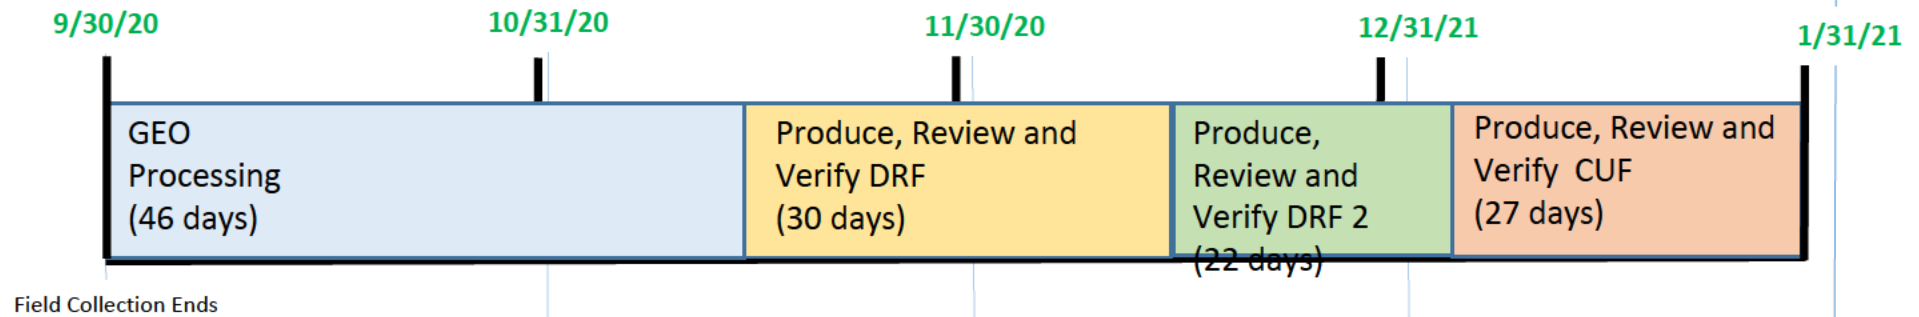 9/30/20
10/31/20
11/30/20
12/31/21
1/31/21
GEO
Processing
(46 days)
Produce, Review and
Verify DRF
(30 days)
Produce,
Review and
Verify DRF 2
(22 days)
Produce, Review and
Verify CUF
(27 days)
Field Collection Ends